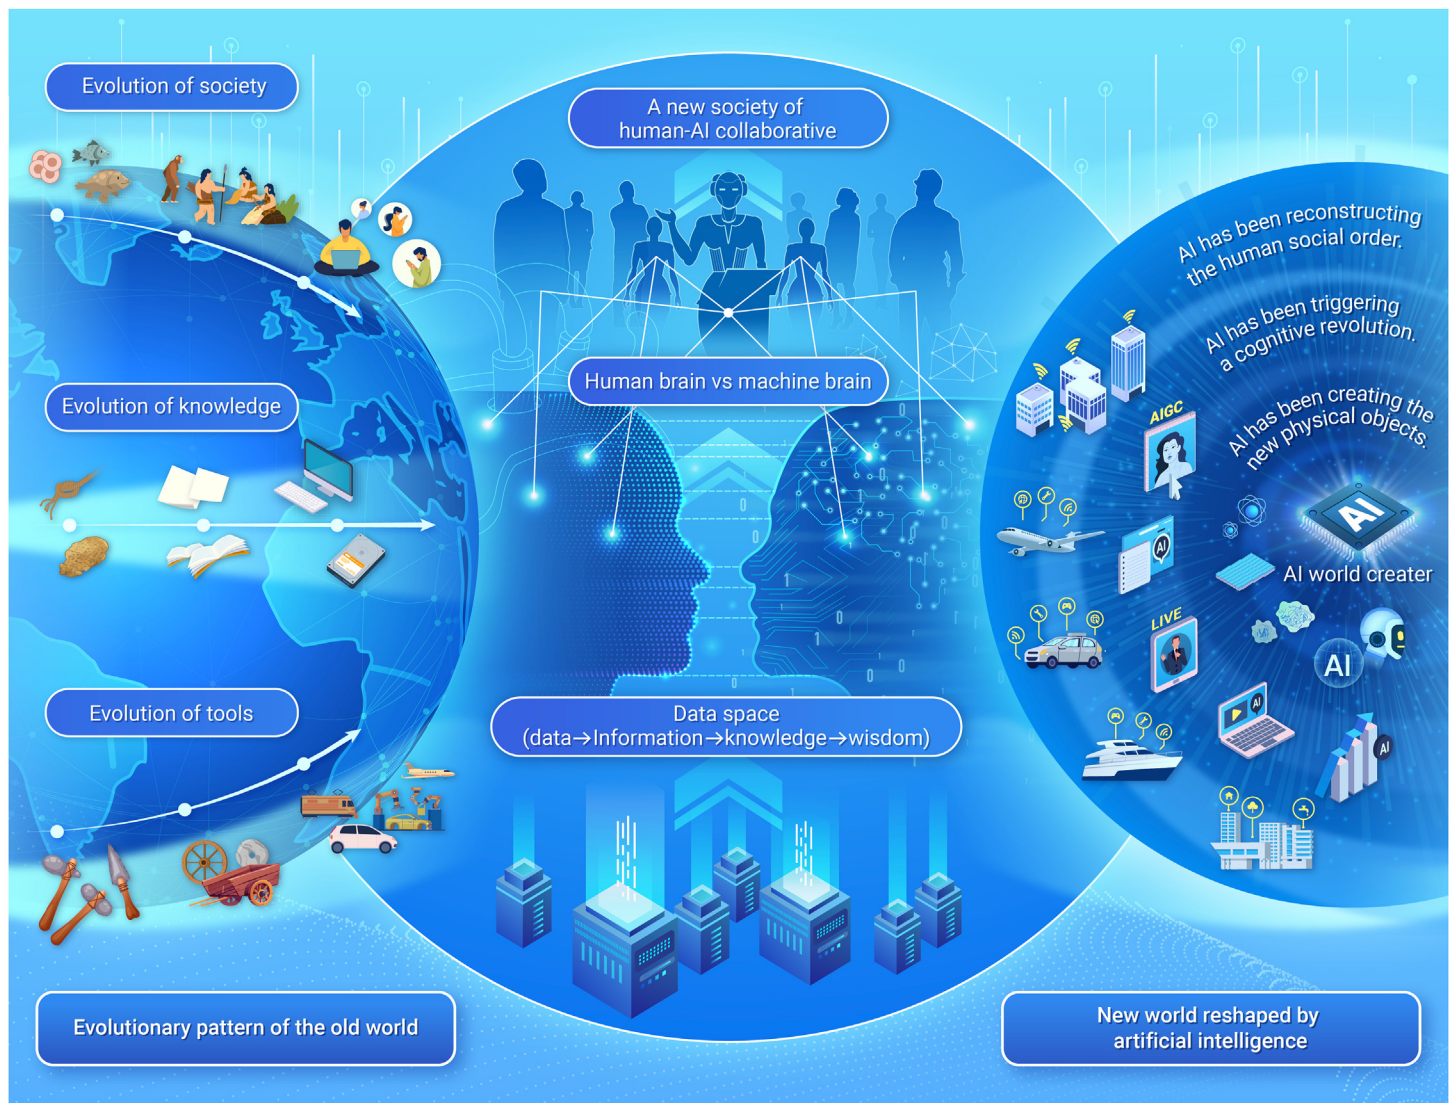 Evolution of society
A new society of
human-AI collaborative
AI has been reconstructing
the human social order.
AI has been triggering
a cognitive revolution.
Human brain vs machine brain
Evolution of knowledge
AI has been creating the
new physical objects.
AIGC
AI
AI
AI world creater
LIVE
AI
AI
AI
Evolution of tools
Data space
(data→Information→knowledge→wisdom)
Evolutionary pattern of the old world
New world reshaped by
artificial intelligence